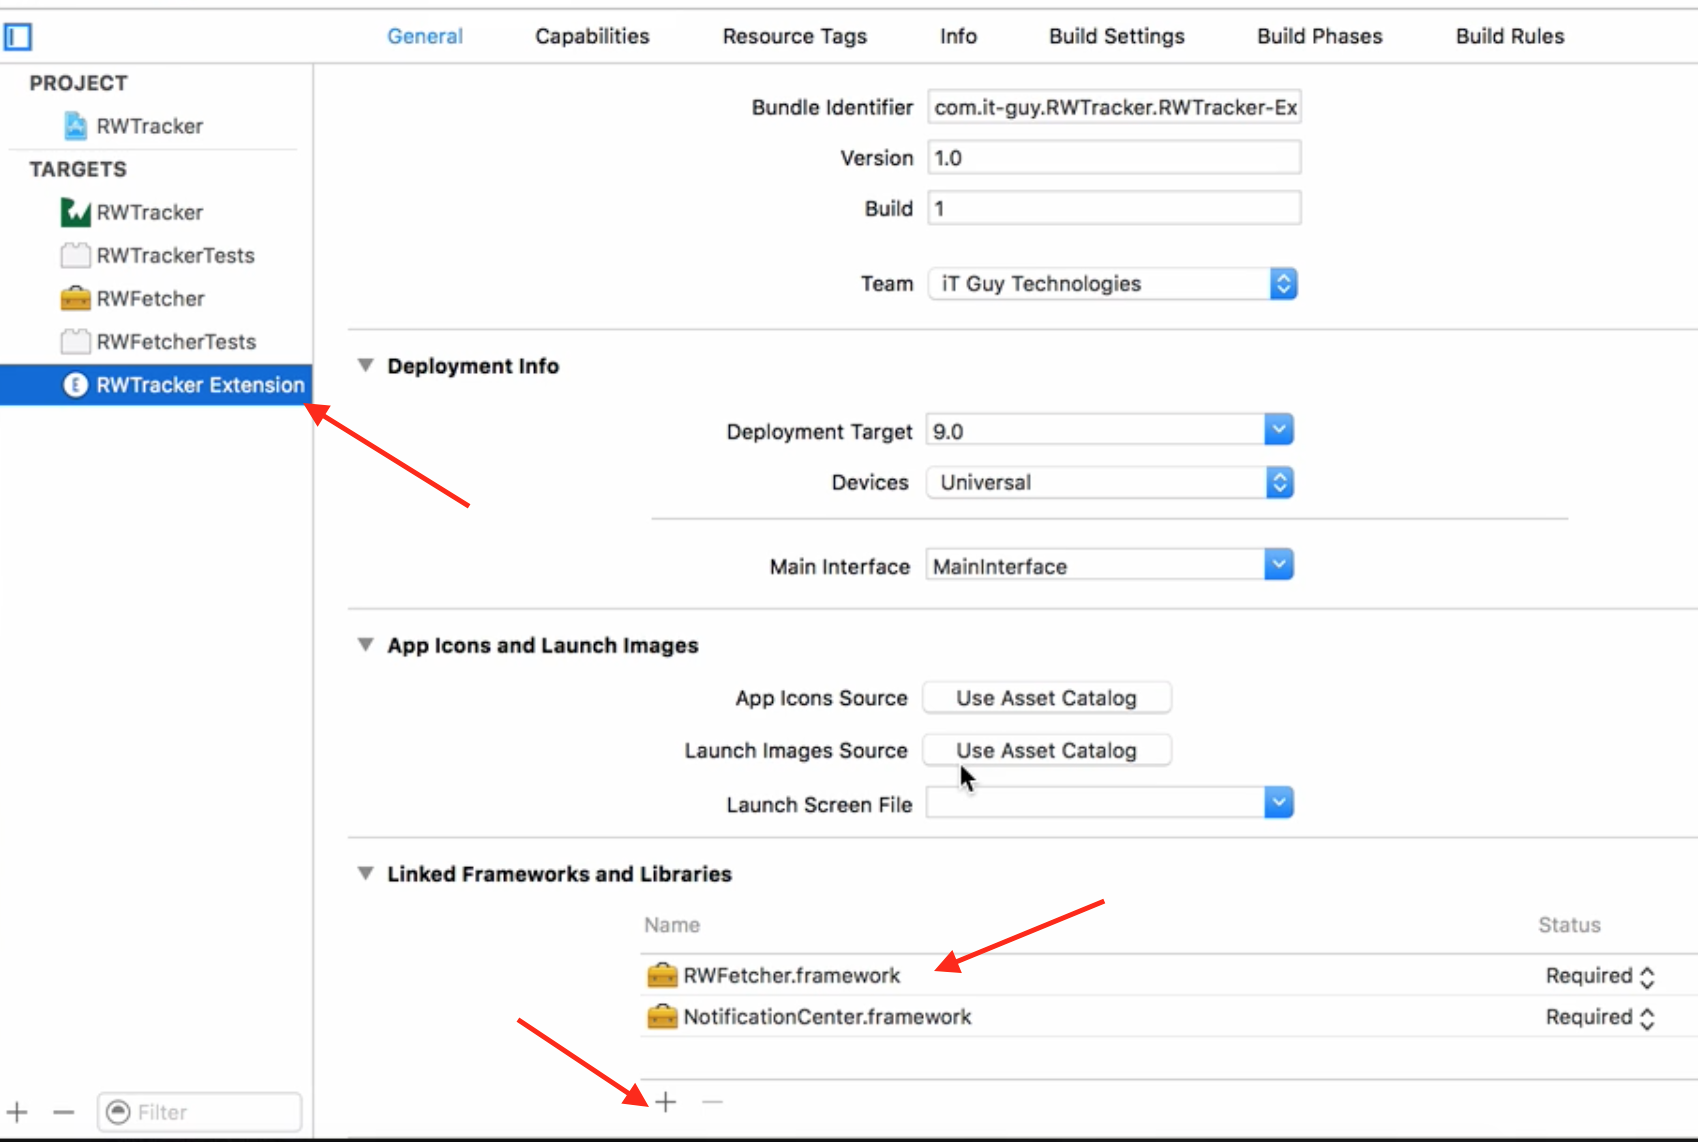 General Capabilities Resource Tags Info Build Settings Build Phases Build Rules
PROJECT
RWTracker
TARGETS
RWTracker
RWTrackerTests
RWFetcher
RWFetcherTests
E RWTracker Extension
Filter
Bundle Identifier com.it-guy.RWTracker.RWTracker-Ex
Version 1.0
Build 1
Team iT Guy Technologies
Deployment Info
Deployment Target 9.0
Devices Universal
Main Interface MainInterface
App Icons and Launch Images
App Icons Source Use Asset Catalog
Launch Images Source Use Asset Catalog
Launch Screen File
Linked Frameworks and Libraries
Name Status
RWFetcher.framework Required
NotificationCenter.framework Required